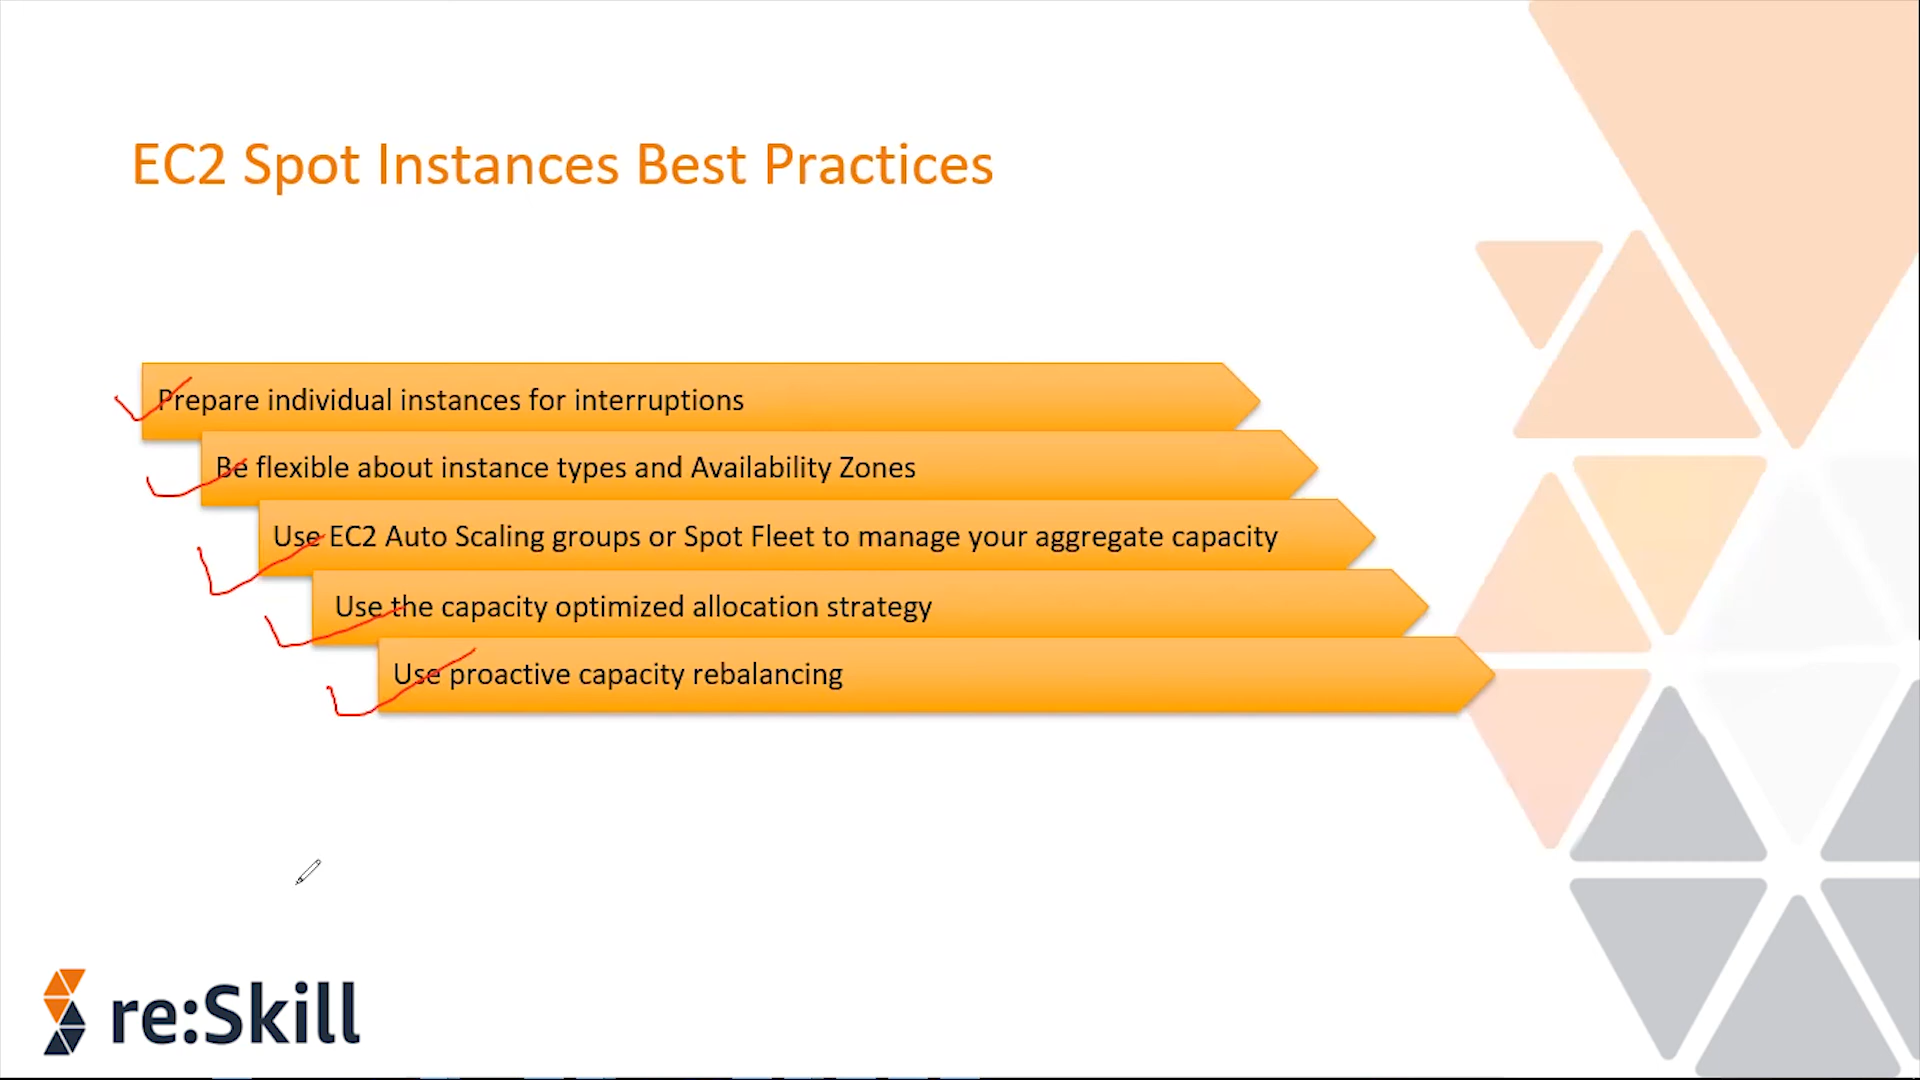 EC2 Spot Instances Best Practices
Prepare individual instances for interruptions
Be flexible about instance types and Availability Zones
Use EC2 Auto Scaling groups or Spot Fleet to manage your aggregate capacity
Use the capacity optimized allocation strategy
Use proactive capacity rebalancing
re:Skill